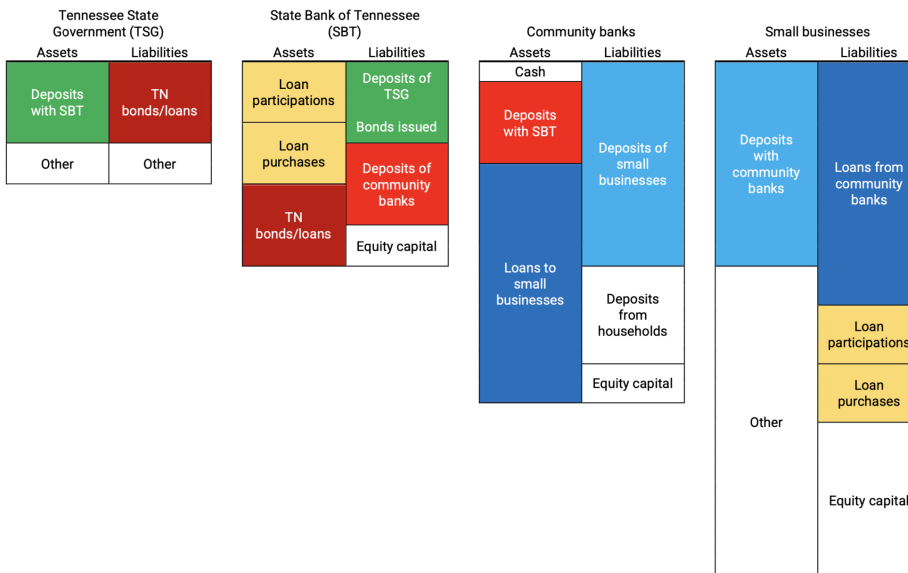 Tennessee State
Government (TSG)
Assets
Liabilities
Deposits
with SBT
TN
bonds/loans
Other
Other
State Bank of Tennessee
(SBT)
Assets
Liabilities
Loan
participations
Loan
purchases
TN
bonds/loans
Deposits of
TSG
Bonds issued
Deposits of
community
banks
Equity capital
Community banks
Assets
Liabilities
Cash
Deposits
with SBT
Loans to
small
businesses
Deposits of
small
businesses
Deposits
from
households
Equity capital
Small businesses
Assets
Liabilities
Deposits
with
community
banks
Other
Loans from
community
banks
Loan
participations
Loan
purchases
Equity capital